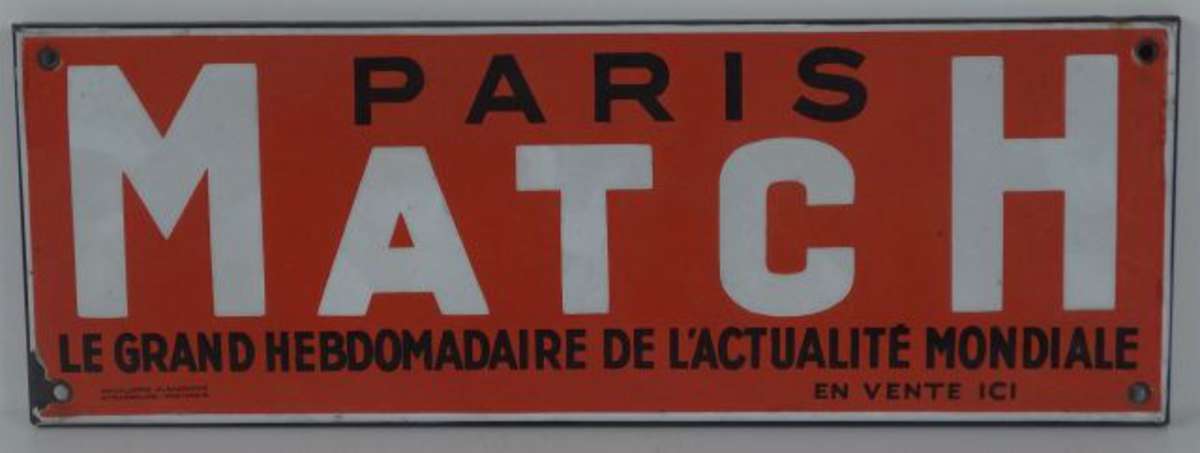 PARIS
MATCH
LE GRAND HEBDOMADAIRE DE L'ACTUALITÉ MONDIALE
EN VENTE ICI